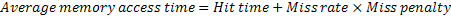 Average memory access time = Hit time + Miss rate × Miss penalty